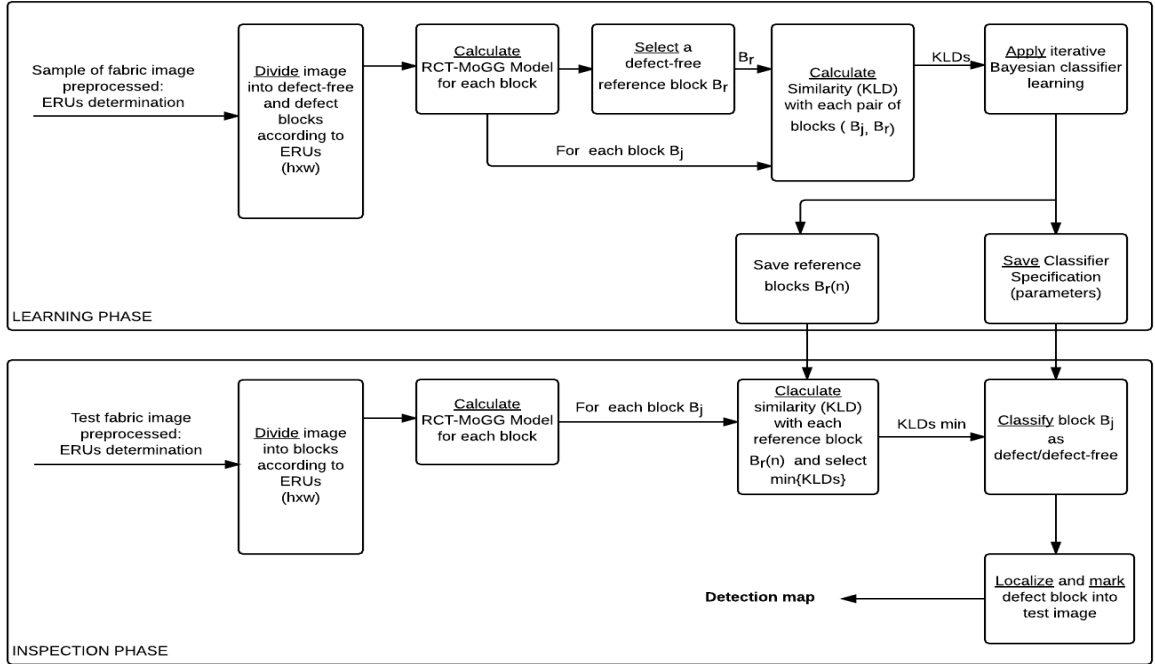 Sample of fabric image
preprocessed:
ERUs determination
Divide image
into defect-free
and defect
blocks
according to
ERUs
(hxw)
Calculate
RCT-MoGG Model
for each block
Select a
defect-free
reference block Br
Br
For each block Bj
Calculate
Similarity (KLD)
with each pair of
blocks ( Bj, Br)
KLDs
Apply iterative
Bayesian classifier
learning
Save reference
blocks Br(n)
Save Classifier
Specification
(parameters)
LEARNING PHASE
Test fabric image
preprocessed:
ERUs determination
Divide image
into blocks
according to
ERUs
(hxw)
Calculate
RCT-MoGG Model
for each block
For each block Bj
Claculate
similarity (KLD)
with each
reference block
Br(n) and select
min{KLDs}
KLDs min
Classify block Bj
as
defect/defect-free
Localize and mark
defect block into
test image
Detection map
INSPECTION PHASE